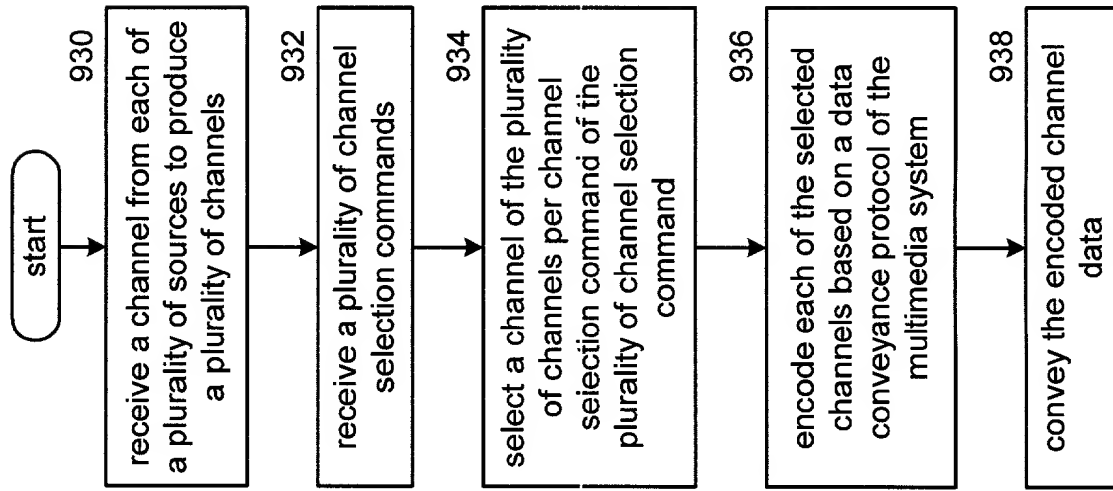 start
930
receive a channel from each of
a plurality of sources to produce
a plurality of channels
932
receive a plurality of channel
selection commands
934
select a channel of the plurality
of channels per channel
selection command of the
plurality of channel selection
command
936
encode each of the selected
channels based on a data
conveyance protocol of the
multimedia system
938
convey the encoded channel
data